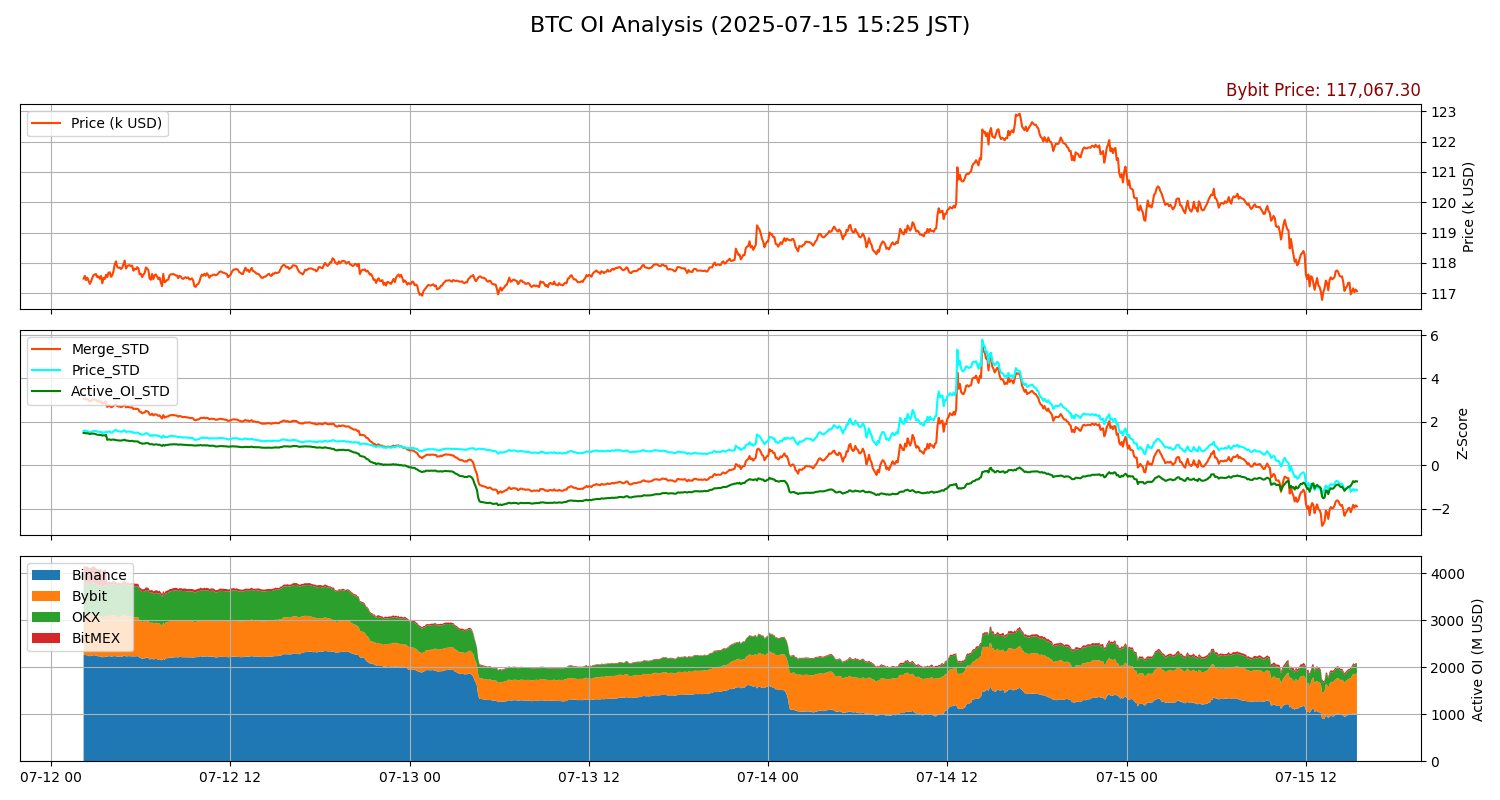 BTC OI Analysis (2025-07-15 15:25 JST)
Bybit Price: 117,067.30
Price (k USD)
123
122
121
120
119
118
117
Price (k USD)
Merge_STD
Price_STD
Active_OI_STD
6
4
2
0
−2
Z-Score
Binance
Bybit
OKX
BitMEX
4000
3000
2000
1000
0
Active OI (M USD)
07-12 00
07-12 12
07-13 00
07-13 12
07-14 00
07-14 12
07-15 00
07-15 12